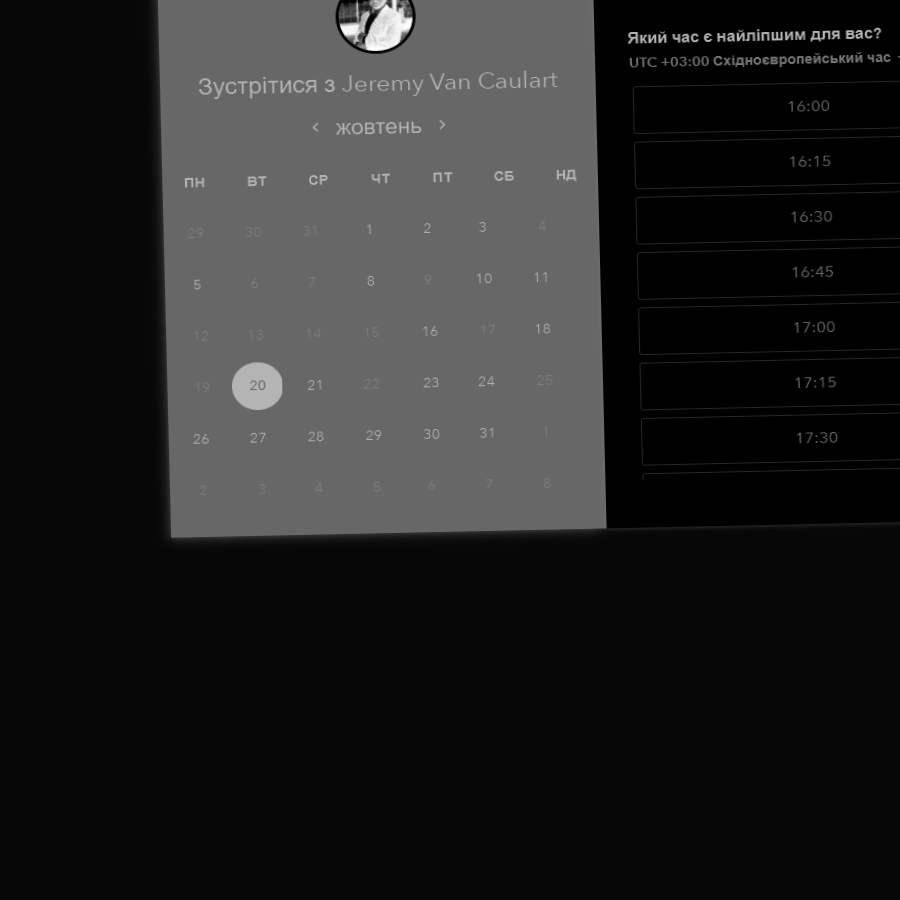 Зустрітися з Jeremy Van Caulart
жовтень
ПН ВТ СР ЧТ ПТ СБ НД
29 30 31 1 2 3 4
5 6 7 8 9 10 11
12 13 14 15 16 17 18
19 20 21 22 23 24 25
26 27 28 29 30 31 1
2 3 4 5 6 7 8
Який час є найліпшим для вас?
UTC +03:00 Східноєвропейський час
16:00
16:15
16:30
16:45
17:00
17:15
17:30